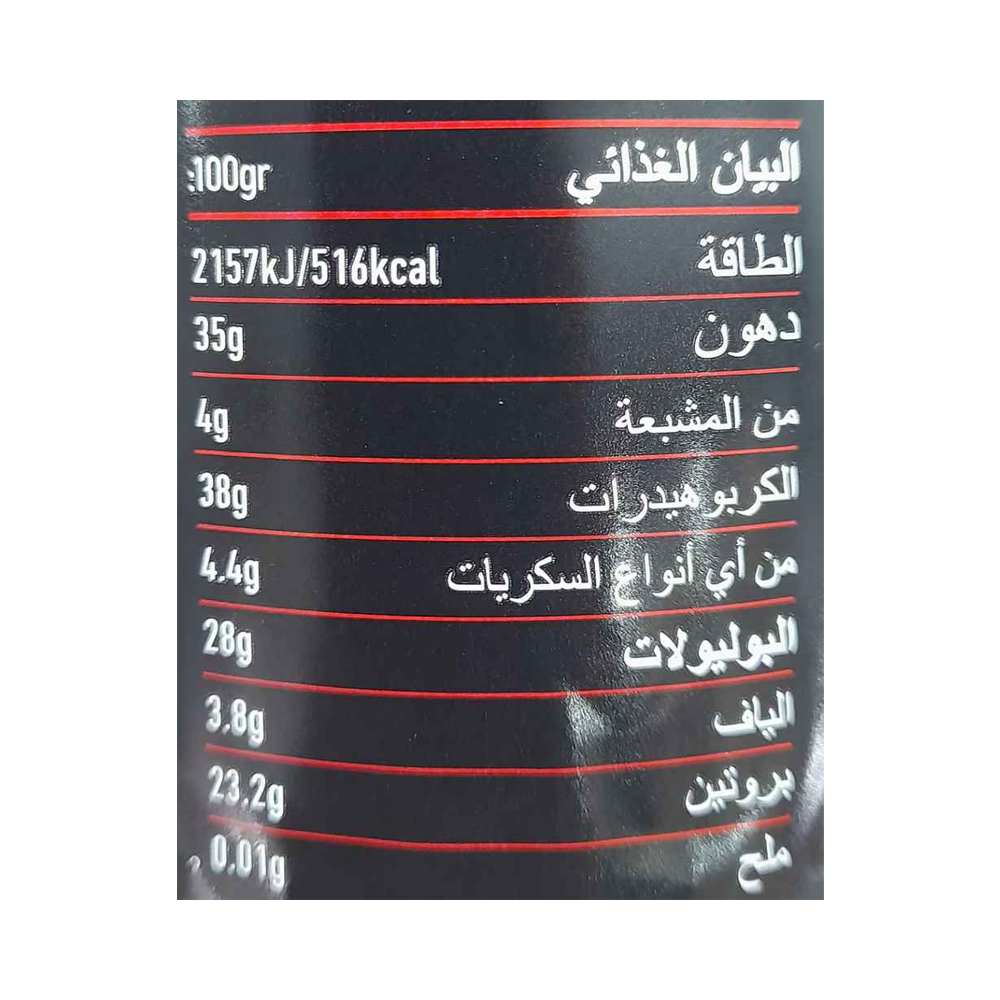 البيان الغذائي 100gr
الطاقة 2157kJ/516kcal
دهون 35g
من المشبعة 4g
الكربوهيدرات 38g
من أي أنواع السكريات 4.4g
البوليولات 28g
الياف 3.8g
بروتين 23.2g
ملح 0.01g